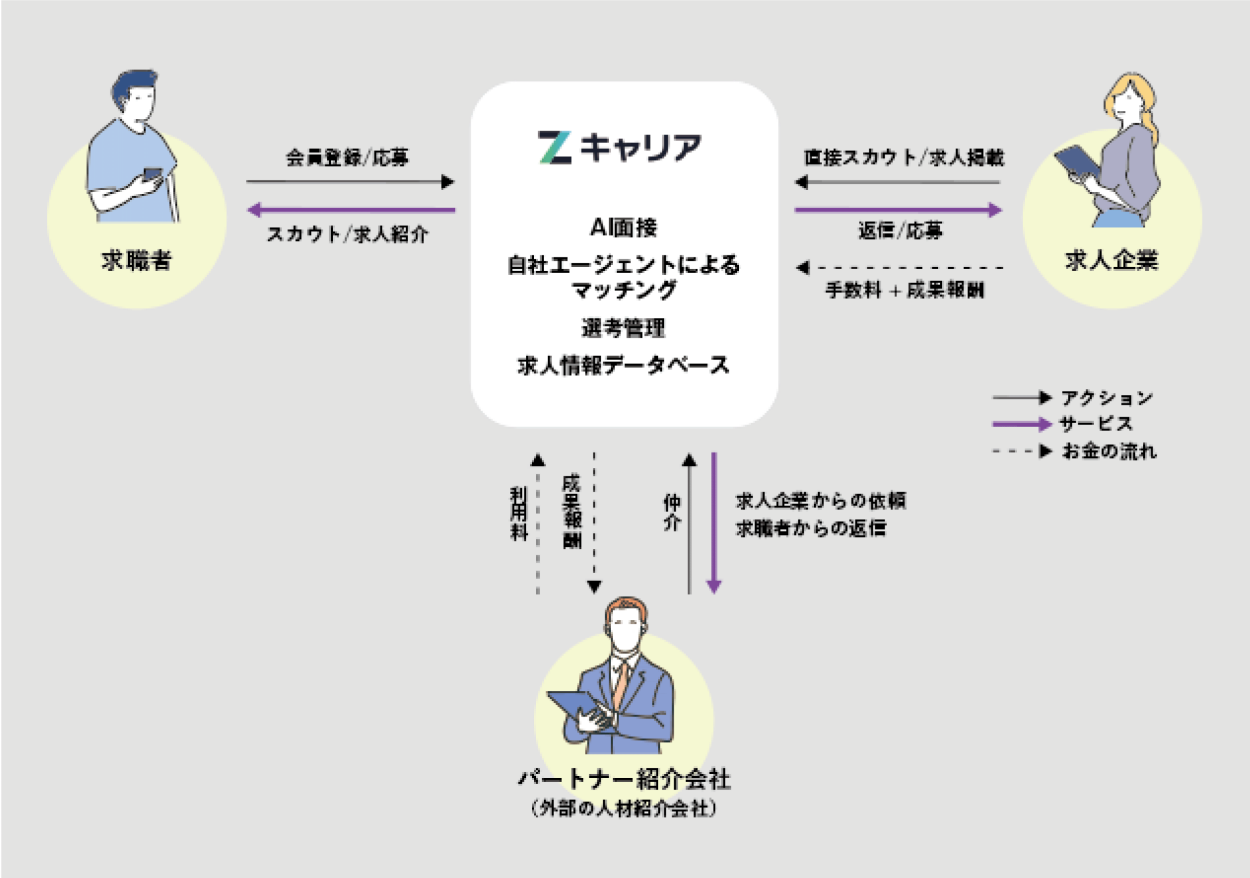 Zキャリア
会員登録/応募
スカウト/求人紹介
求職者
AI面接
自社エージェントによる
マッチング
選考管理
求人情報データベース
直接スカウト/求人掲載
返信/応募
手数料 + 成果報酬
求人企業
アクション
サービス
お金の流れ
利用料
成果報酬
仲介
求人企業からの依頼
求職者からの返信
パートナー紹介会社
（外部の人材紹介会社）